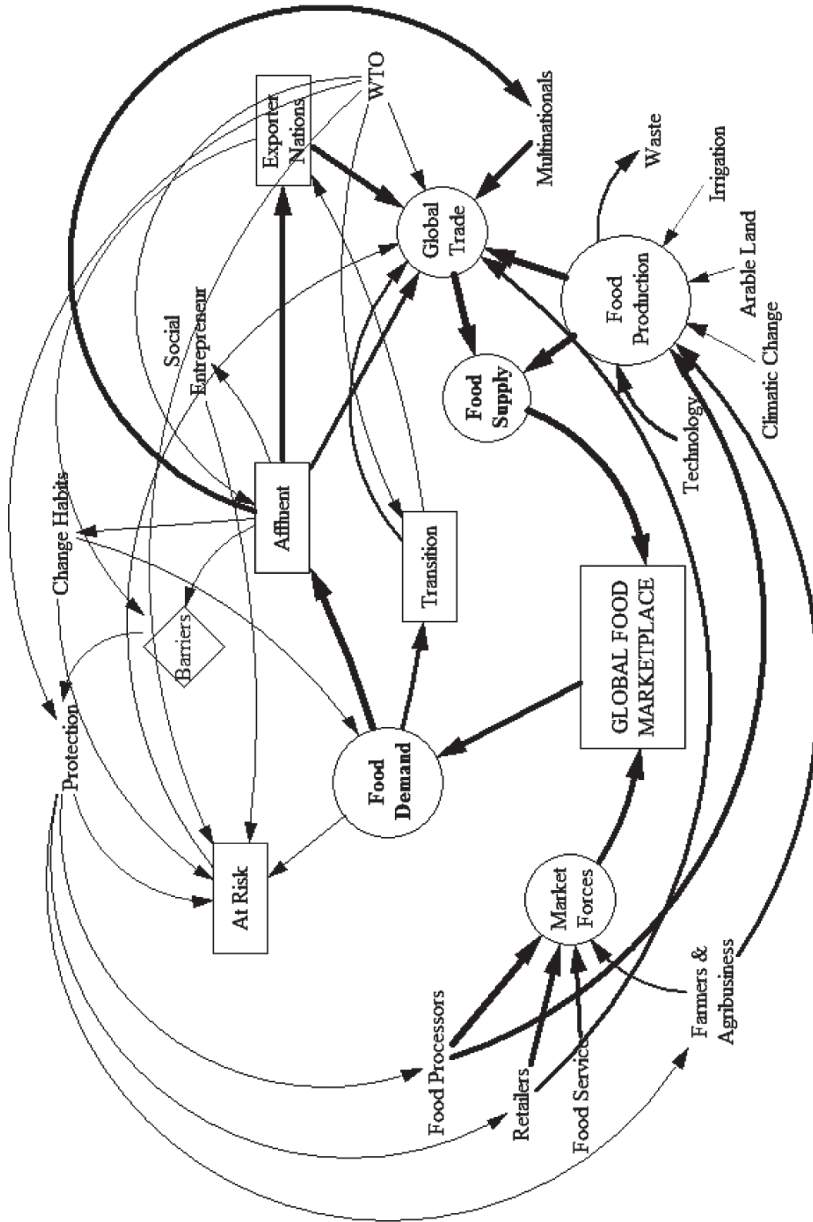 Protection
Change Habits
Barriers
Social
Entrepreneur
Exporter
Nations
WTO
At Risk
Affluent
Food
Demand
Transition
Global
Trade
Multinationals
Food
Supply
Food Processors
Retailers
Food Service
Market
Forces
GLOBAL FOOD
MARKETPLACE
Food
Production
Waste
Farmers &
Agribusiness
Technology
Climatic Change
Arable Land
Irrigation